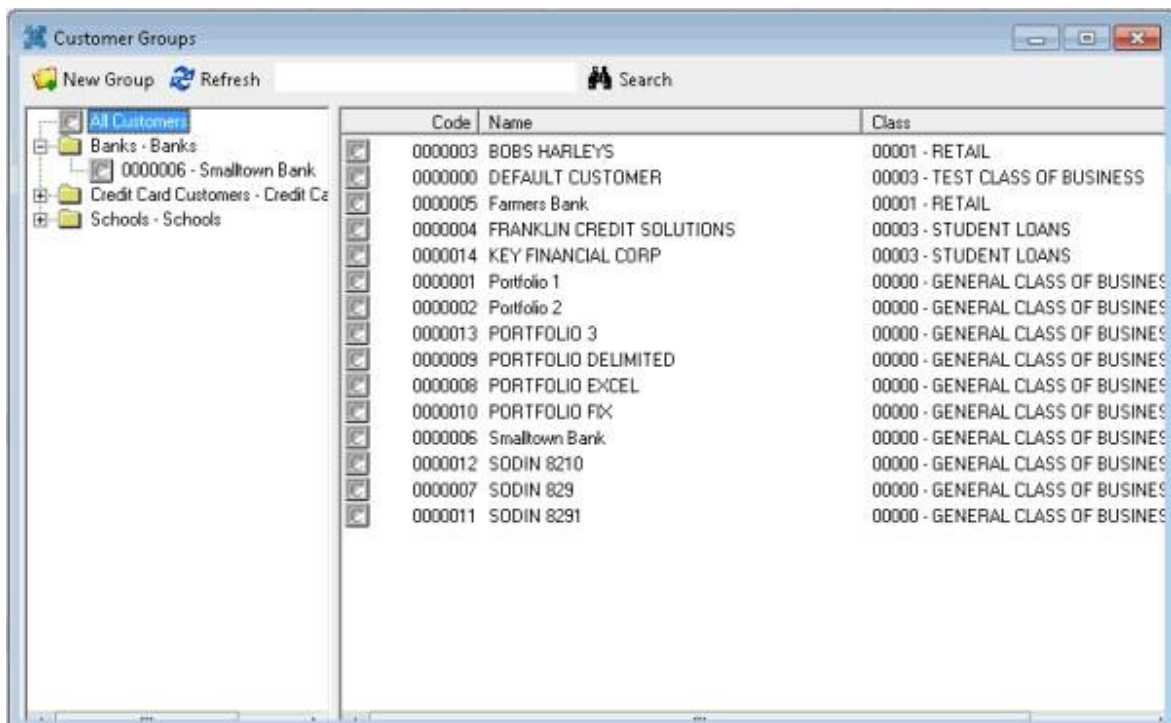 Customer Groups
New Group Refresh Search
All Customers
Banks - Banks
0000006 - Smalltown Bank
Credit Card Customers - Credit Ca
Schools - Schools
Code Name Class
0000003 BOBS HARLEYS 00001 - RETAIL
0000000 DEFAULT CUSTOMER 00003 - TEST CLASS OF BUSINESS
0000005 Farmers Bank 00001 - RETAIL
0000004 FRANKLIN CREDIT SOLUTIONS 00003 - STUDENT LOANS
0000014 KEY FINANCIAL CORP 00003 - STUDENT LOANS
0000001 Portfolio 1 00000 - GENERAL CLASS OF BUSINES
0000002 Portfolio 2 00000 - GENERAL CLASS OF BUSINES
0000013 PORTFOLIO 3 00000 - GENERAL CLASS OF BUSINES
0000009 PORTFOLIO DELIMITED 00000 - GENERAL CLASS OF BUSINES
0000008 PORTFOLIO EXCEL 00000 - GENERAL CLASS OF BUSINES
0000010 PORTFOLIO FIX 00000 - GENERAL CLASS OF BUSINES
0000006 Smalltown Bank 00000 - GENERAL CLASS OF BUSINES
0000012 SODIN 8210 00000 - GENERAL CLASS OF BUSINES
0000007 SODIN 829 00000 - GENERAL CLASS OF BUSINES
0000011 SODIN 8291 00000 - GENERAL CLASS OF BUSINES